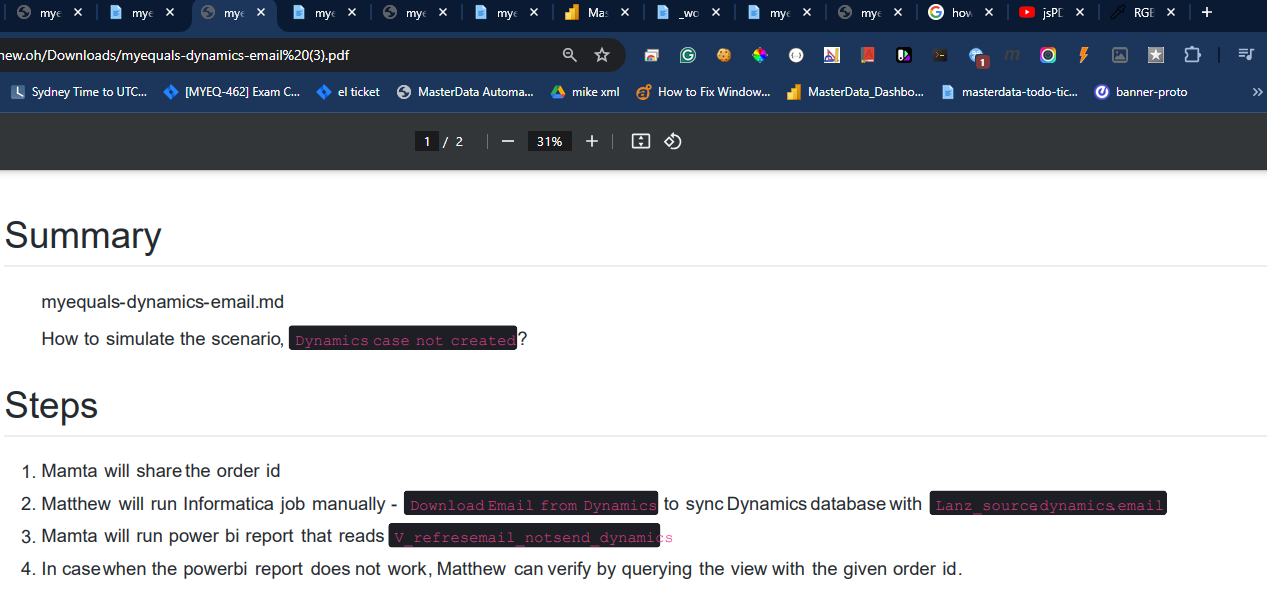 mye mye mye mye mye mye Mas _wo mye mye how jsPD RGB
new.oh/Downloads/myequals-dynamics-email%20(3).pdf
1
Sydney Time to UTC... [MYEQ-462] Exam C... el ticket MasterData Automa... mike xml How to Fix Window... MasterData_Dashbo... masterdata-todo-tic... banner-proto
1 / 2 31%
Summary
myequals-dynamics-email.md
How to simulate the scenario, Dynamics case not created?
Steps
1. Mamta will share the order id
2. Matthew will run Informatica job manually - Download Email from Dynamics to sync Dynamics database with Lanz_source.dynamics.email
3. Mamta will run power bi report that reads V_refresemail_notsend_dynamics
4. In case when the powerbi report does not work, Matthew can verify by querying the view with the given order id.